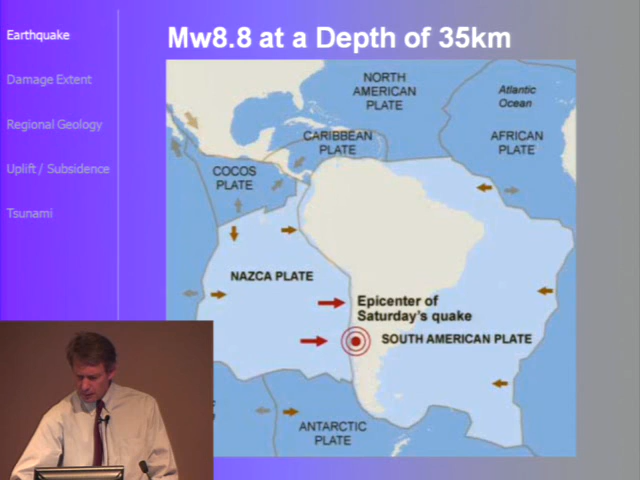 Earthquake
Damage Extent
Regional Geology
Uplift / Subsidence
Tsunami
Mw8.8 at a Depth of 35km
NORTH
AMERICAN
PLATE
Atlantic
Ocean
CARIBBEAN
PLATE
AFRICAN
PLATE
COCOS
PLATE
NAZCA PLATE
Epicenter of
Saturday's quake
SOUTH AMERICAN PLATE
ANTARCTIC
PLATE